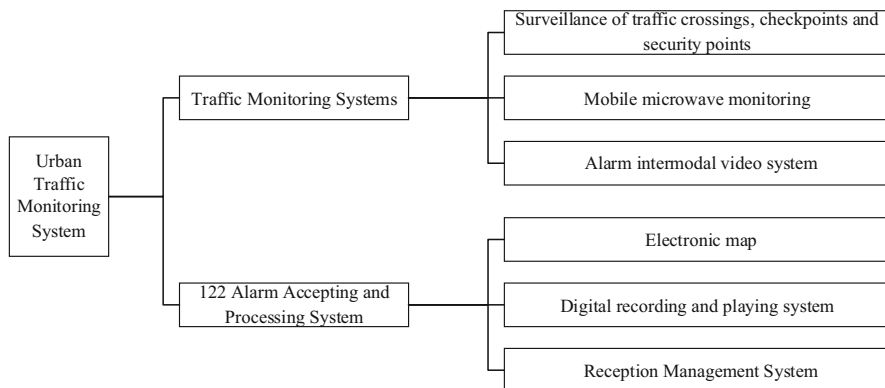 Urban
Traffic
Monitoring
System
Traffic Monitoring Systems
Surveillance of traffic crossings, checkpoints and
security points
Mobile microwave monitoring
Alarm intermodal video system
122 Alarm Accepting and
Processing System
Electronic map
Digital recording and playing system
Reception Management System